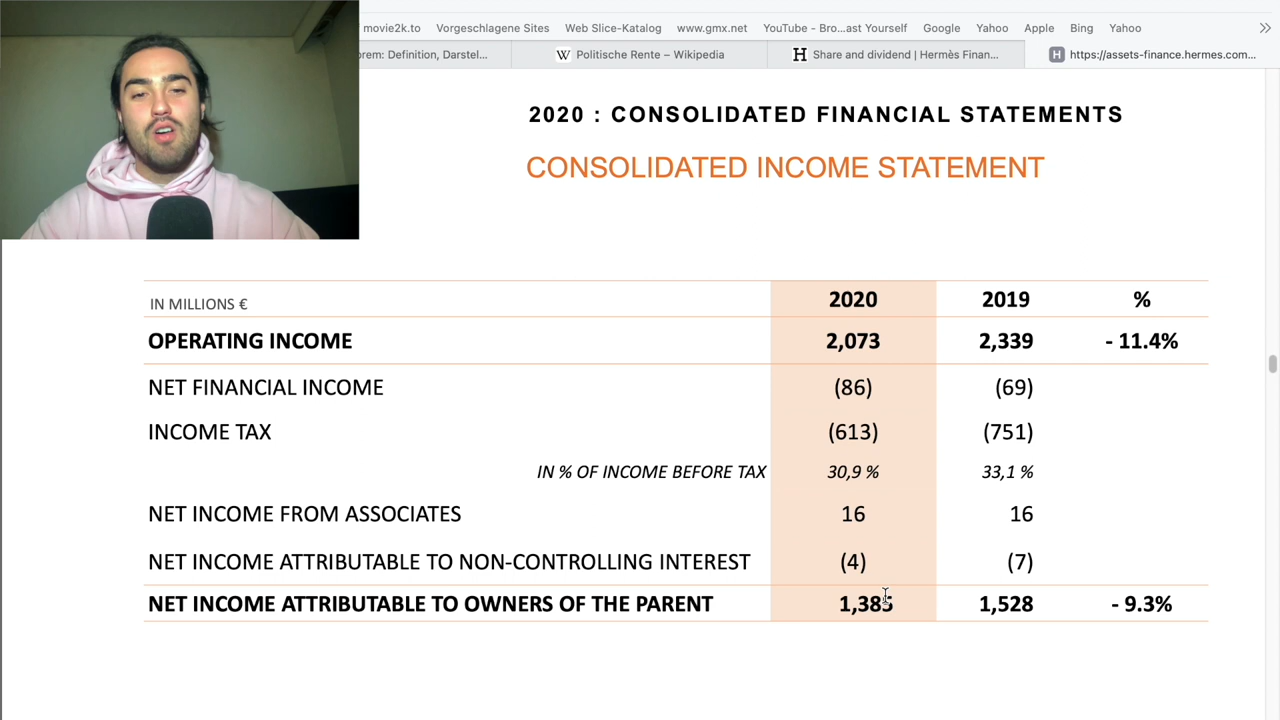 movie2k.to Vorgeschlagene Sites Web Slice-Katalog www.gmx.net YouTube - Bro...ast Yourself Google Yahoo Apple Bing Yahoo
orem: Definition, Darstel... Politische Rente – Wikipedia Share and dividend | Hermès Finan... https://assets-finance.hermes.com...
2020 : CONSOLIDATED FINANCIAL STATEMENTS
CONSOLIDATED INCOME STATEMENT
IN MILLIONS € 2020 2019 %
OPERATING INCOME 2,073 2,339 - 11.4%
NET FINANCIAL INCOME (86) (69)
INCOME TAX (613) (751)
IN % OF INCOME BEFORE TAX 30,9 % 33,1 %
NET INCOME FROM ASSOCIATES 16 16
NET INCOME ATTRIBUTABLE TO NON-CONTROLLING INTEREST (4) (7)
NET INCOME ATTRIBUTABLE TO OWNERS OF THE PARENT 1,385 1,528 - 9.3%